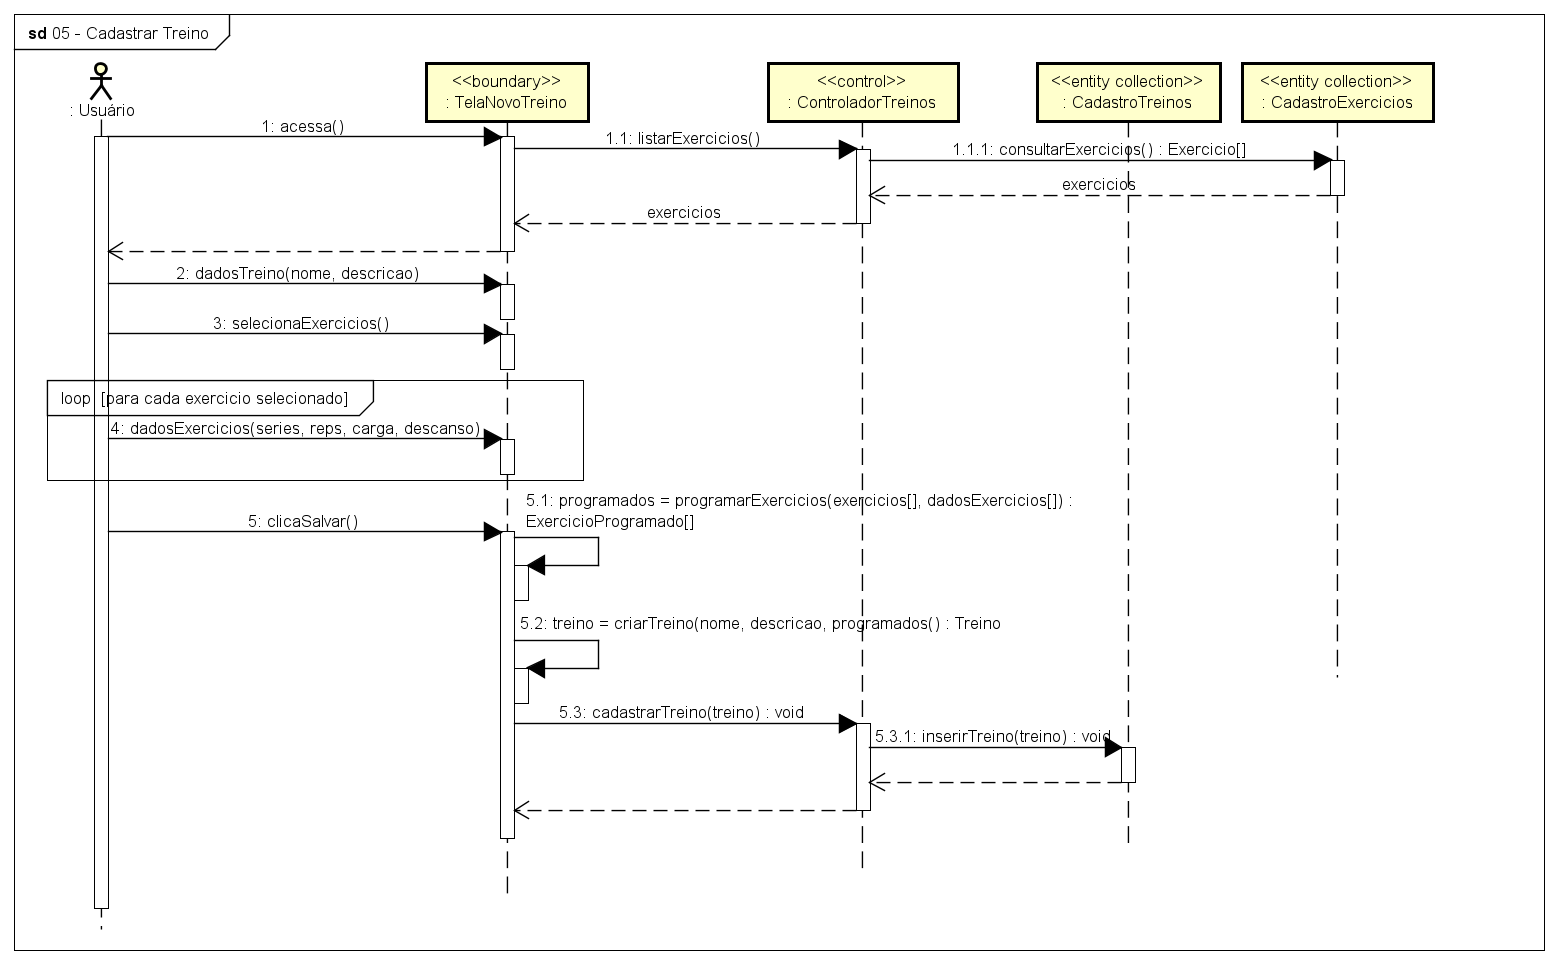 sd 05 - Cadastrar Treino
: Usuário
<<boundary>>
: TelaNovoTreino
<<control>>
: ControladorTreinos
<<entity collection>>
: CadastroTreinos
<<entity collection>>
: CadastroExercicios
1: acessa()
1.1: listarExercicios()
1.1.1: consultarExercicios() : Exercicio[]
exercicios
exercicios
2: dadosTreino(nome, descricao)
3: selecionaExercicios()
loop [para cada exercicio selecionado]
4: dadosExercicios(series, reps, carga, descanso)
5: clicaSalvar()
5.1: programados = programarExercicios(exercicios[], dadosExercicios[]) :
ExercicioProgramado[]
5.2: treino = criarTreino(nome, descricao, programados() : Treino
5.3: cadastrarTreino(treino) : void
5.3.1: inserirTreino(treino) : void